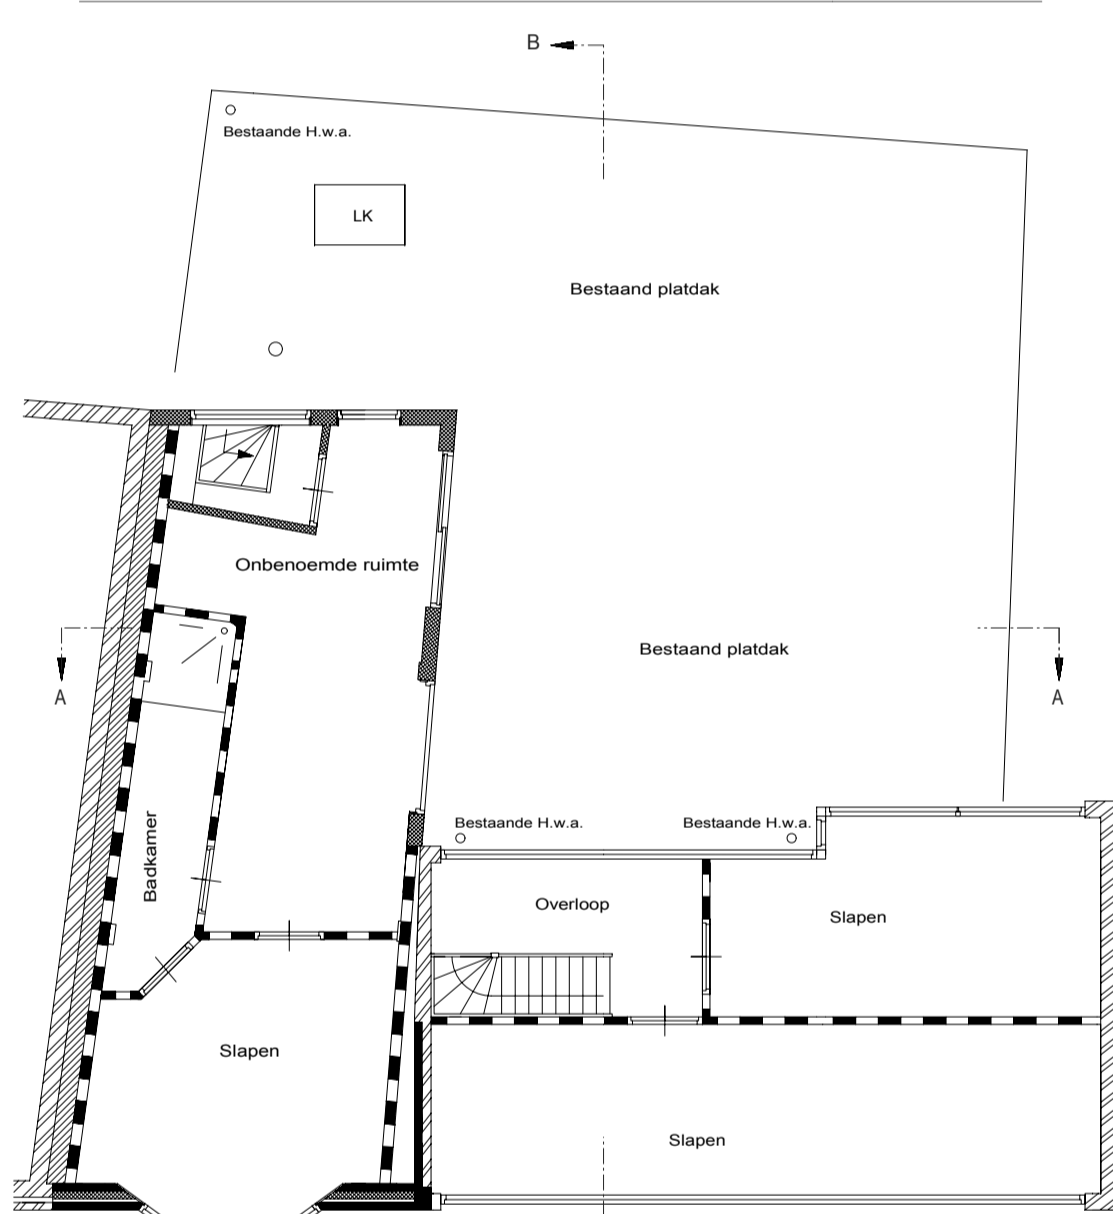 B
Bestaande H.w.a.
LK
Bestaand platdak
Onbenoemde ruimte
Bestaand platdak
A
A
Bestaande H.w.a.
Bestaande H.w.a.
Badkamer
Overloop
Slapen
Slapen
Slapen